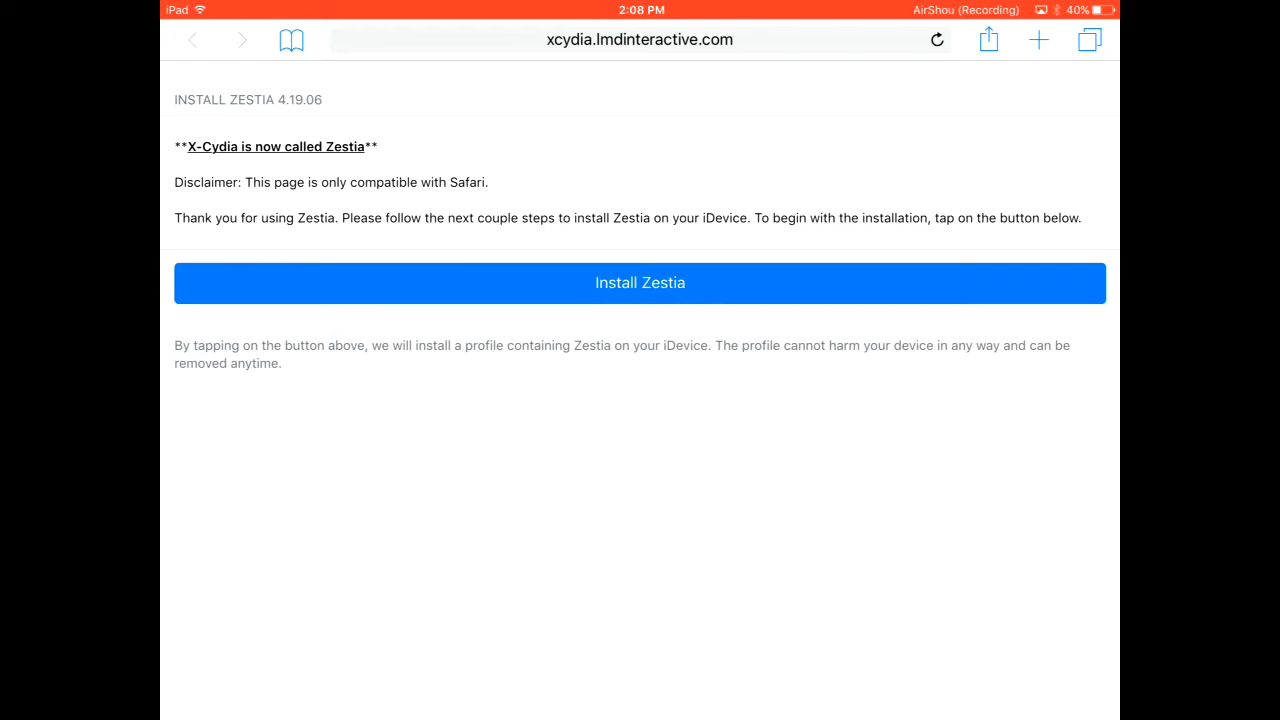 iPad 2:08 PM AirShou (Recording) 40%
xcydia.lmdinteractive.com
INSTALL ZESTIA 4.19.06
**X-Cydia is now called Zestia**
Disclaimer: This page is only compatible with Safari.
Thank you for using Zestia. Please follow the next couple steps to install Zestia on your iDevice. To begin with the installation, tap on the button below.
Install Zestia
By tapping on the button above, we will install a profile containing Zestia on your iDevice. The profile cannot harm your device in any way and can be
removed anytime.